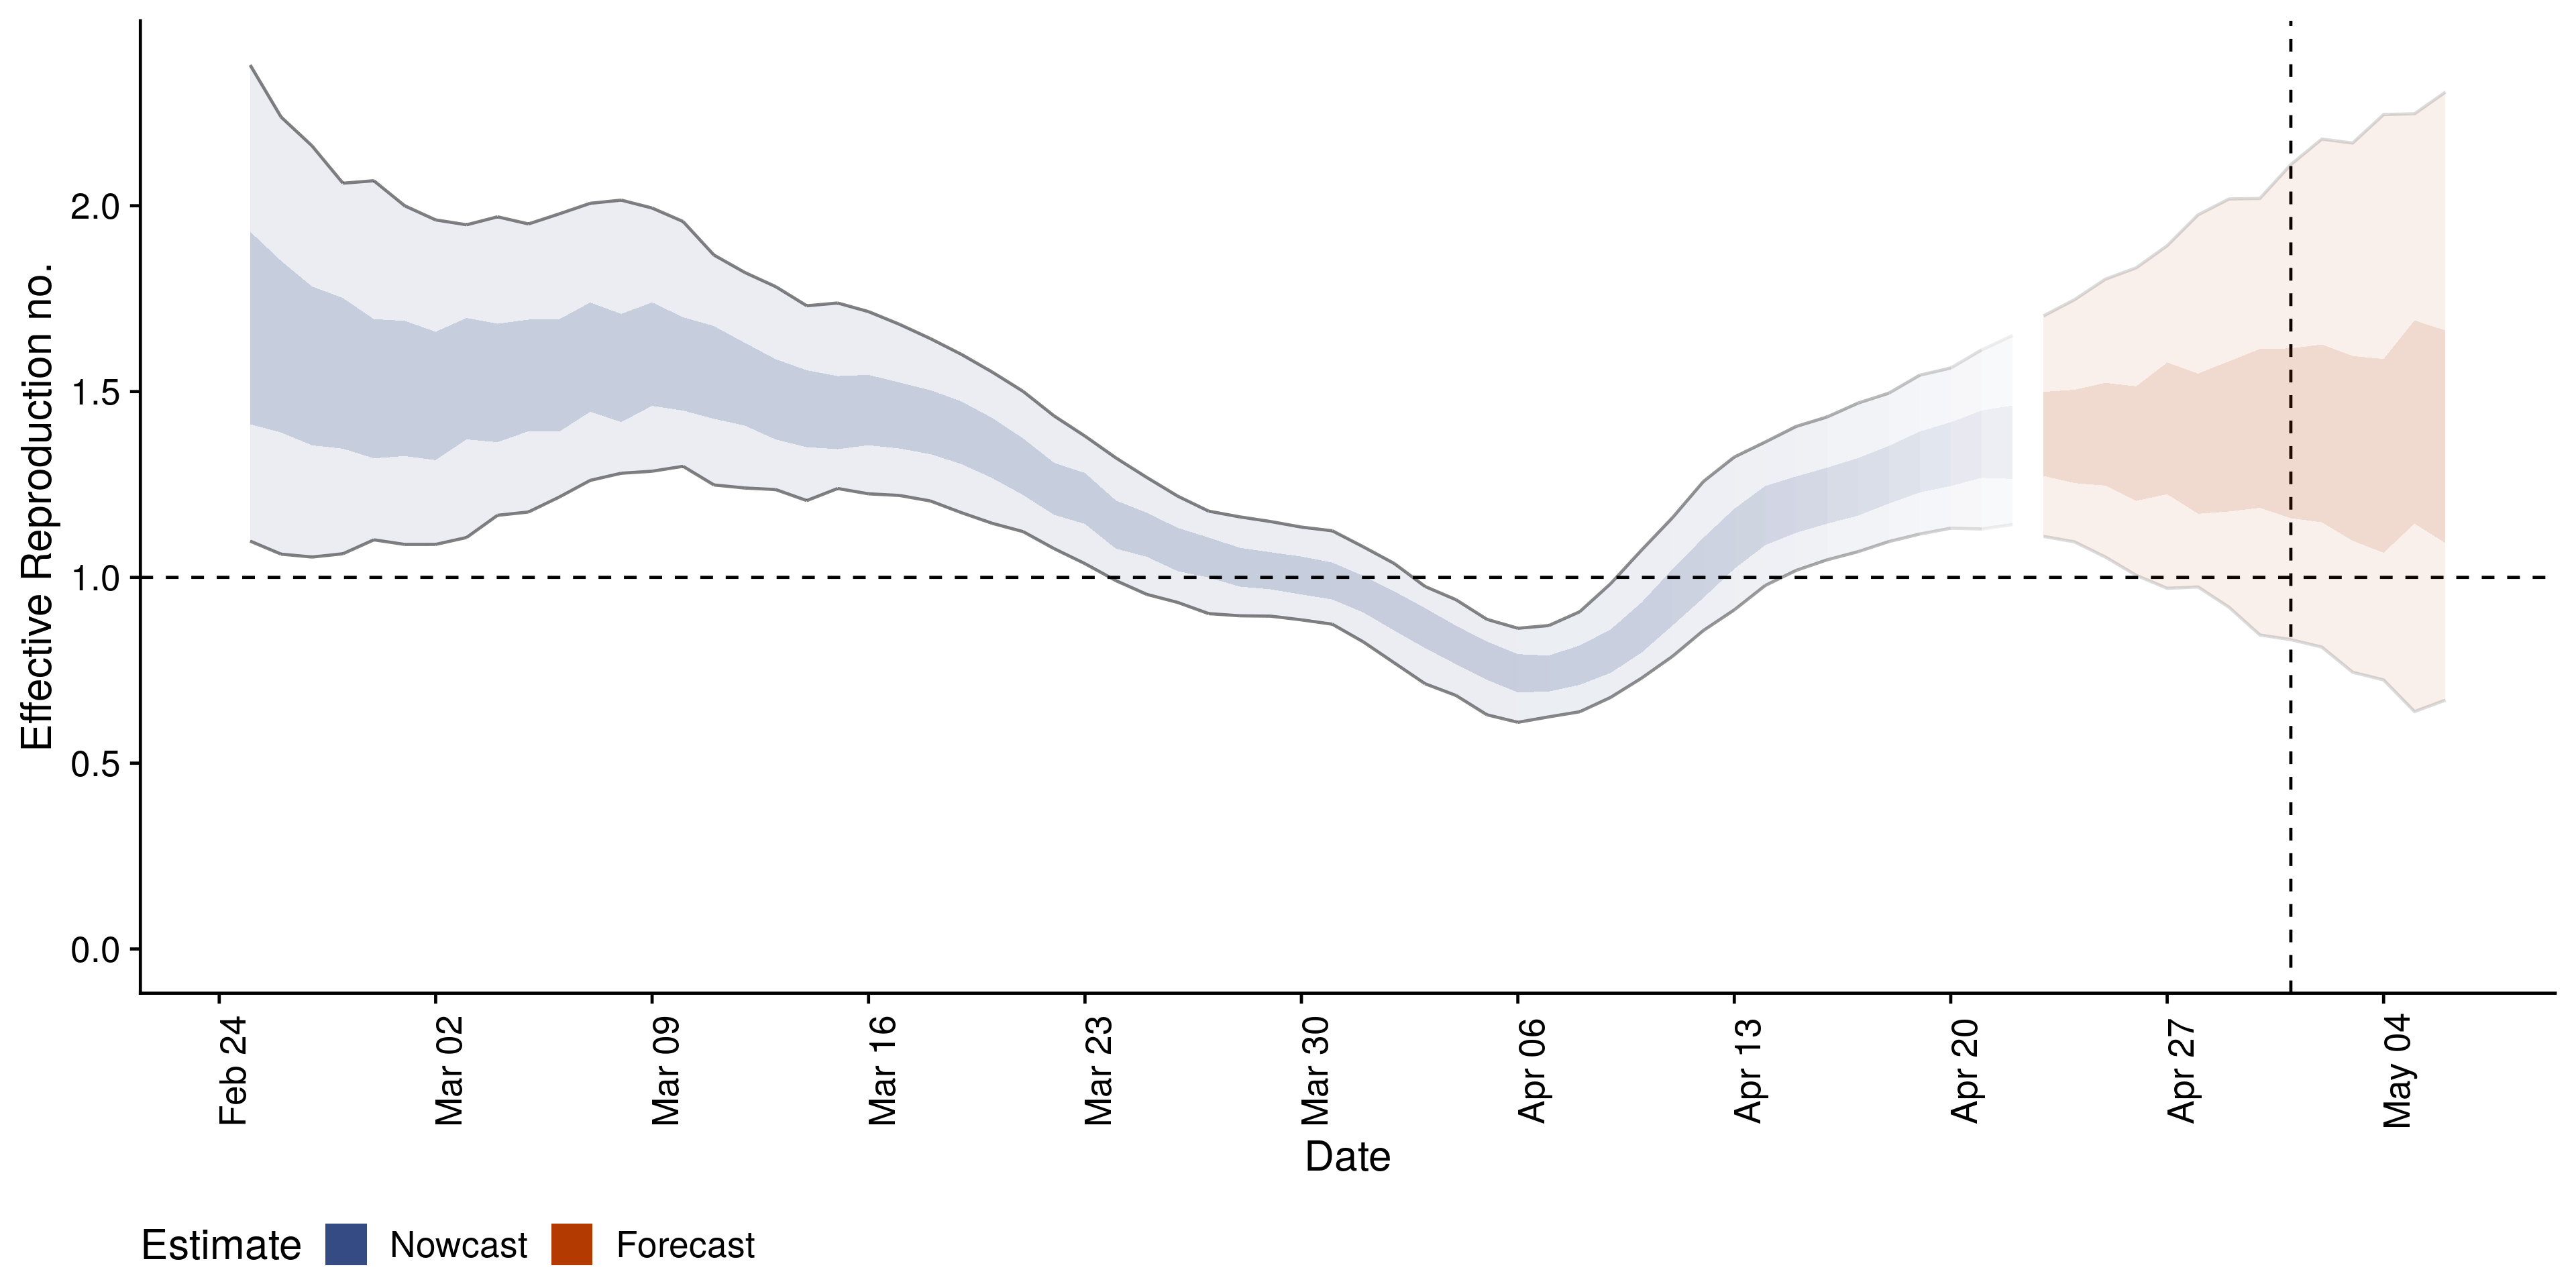 Effective Reproduction no.
2.0
1.5
1.0
0.5
0.0
Feb 24
Mar 02
Mar 09
Mar 16
Mar 23
Mar 30
Apr 06
Apr 13
Apr 20
Apr 27
May 04
Date
Estimate Nowcast Forecast